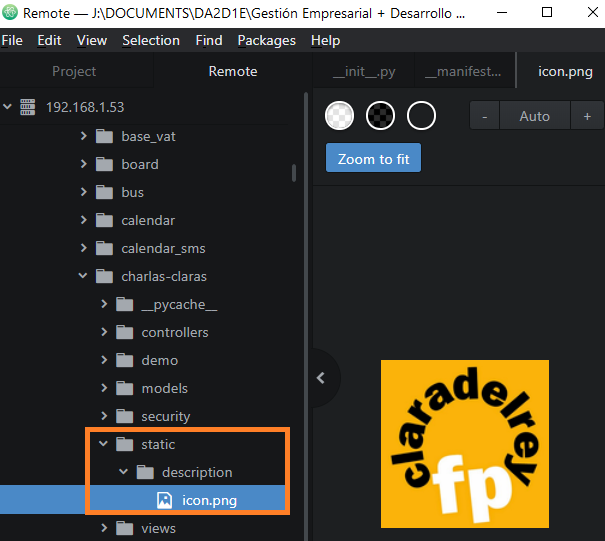 Remote — J:\DOCUMENTS\DA2D1E\Gestión Empresarial + Desarrollo ...
File Edit View Selection Find Packages Help
Project Remote __init__.py __manifest... icon.png
192.168.1.53
- Auto +
Zoom to fit
base_vat
board
bus
calendar
calendar_sms
charlas-claras
__pycache__
controllers
demo
models
security
static
description
icon.png
views
claradelrey
fp